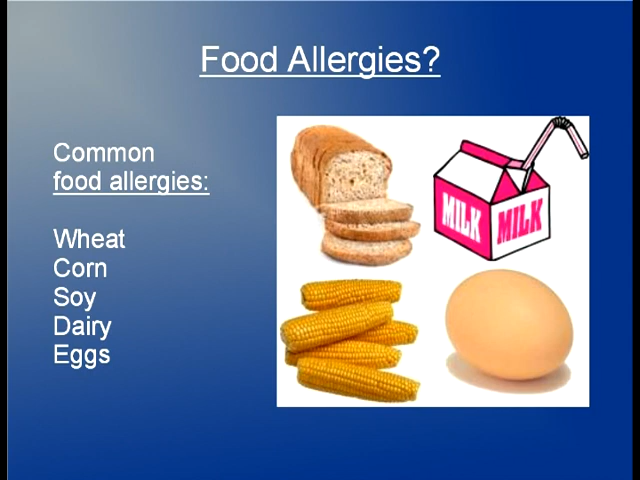 Food Allergies?
Common
food allergies:
Wheat
Corn
Soy
Dairy
Eggs
MILK MILK